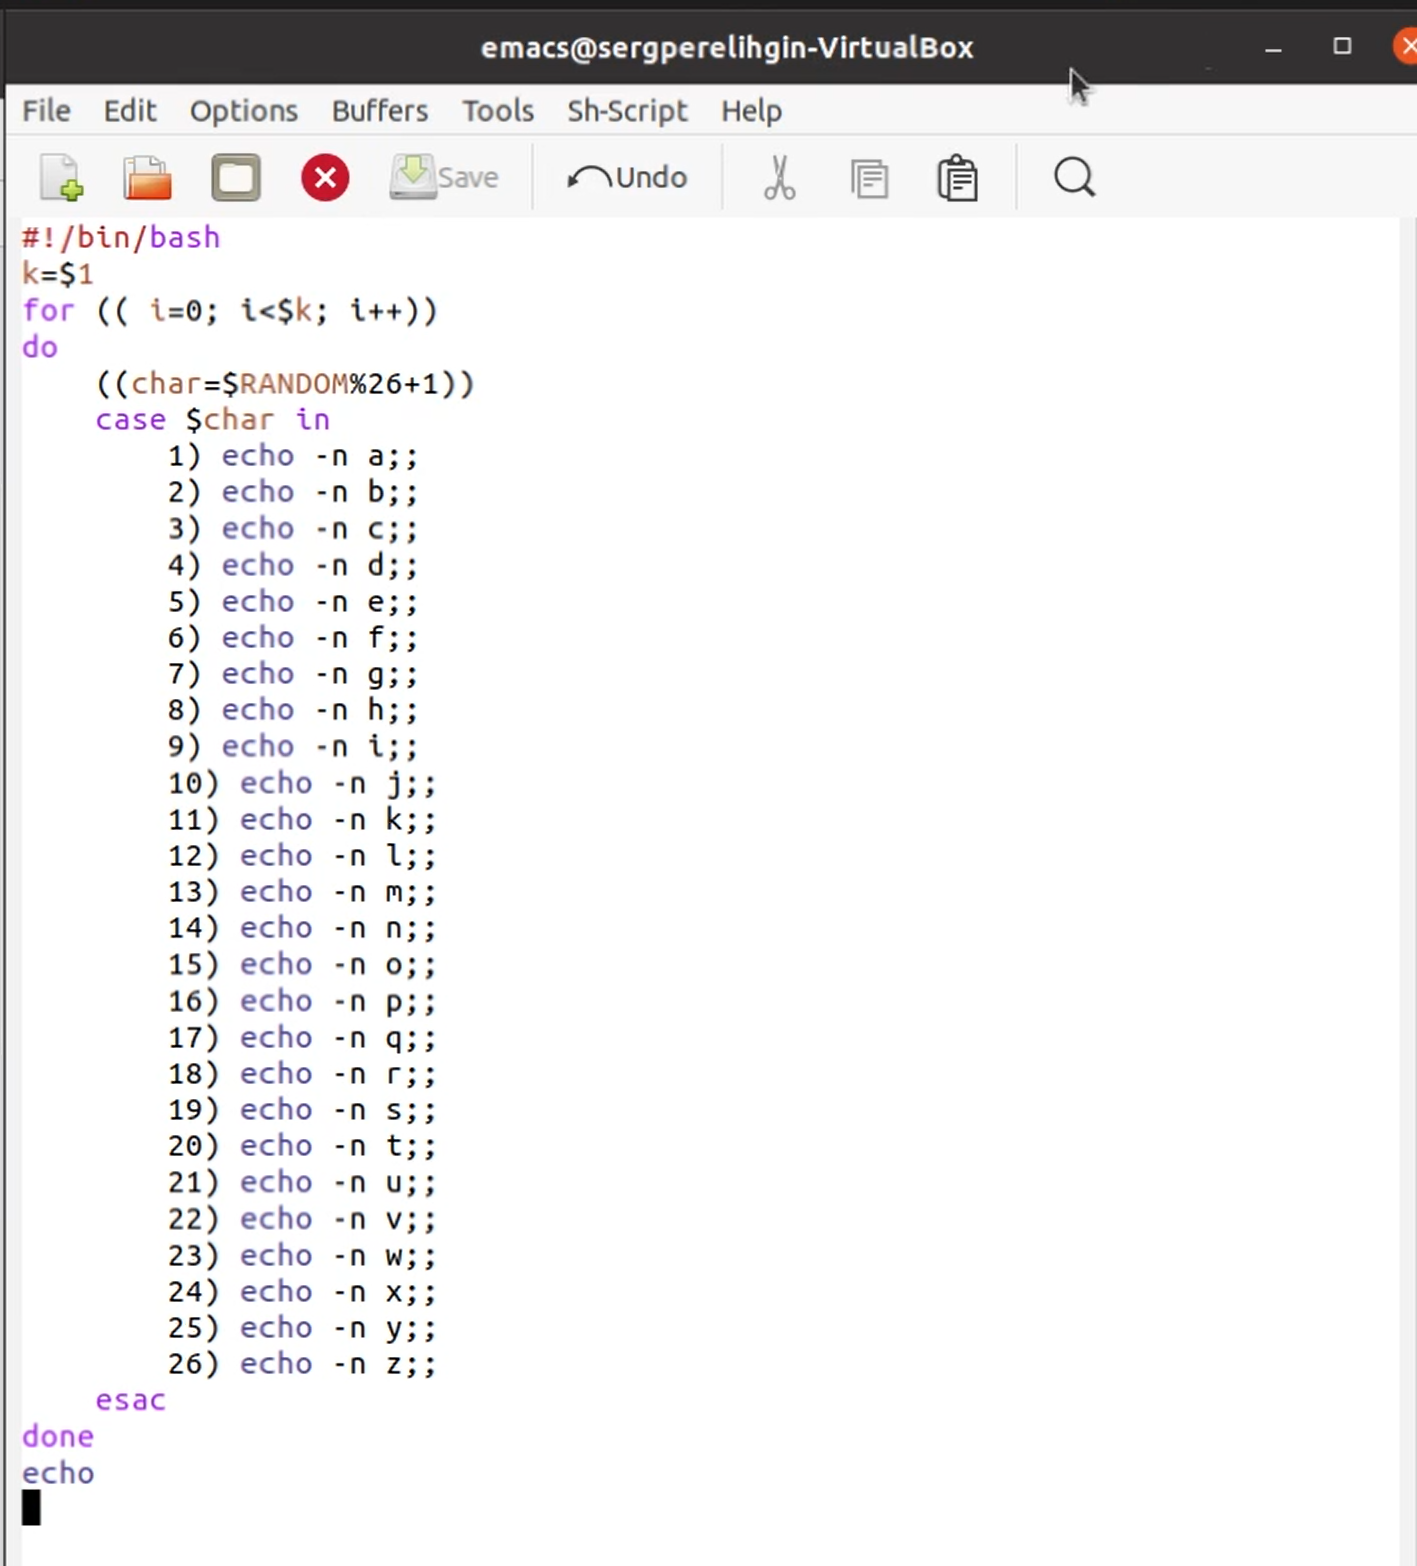 emacs@sergperelihgin-VirtualBox
File Edit Options Buffers Tools Sh-Script Help
Save Undo
#!/bin/bash
k=$1
for (( i=0; i<$k; i++))
do
    ((char=$RANDOM%26+1))
    case $char in
        1) echo -n a;;
        2) echo -n b;;
        3) echo -n c;;
        4) echo -n d;;
        5) echo -n e;;
        6) echo -n f;;
        7) echo -n g;;
        8) echo -n h;;
        9) echo -n i;;
        10) echo -n j;;
        11) echo -n k;;
        12) echo -n l;;
        13) echo -n m;;
        14) echo -n n;;
        15) echo -n o;;
        16) echo -n p;;
        17) echo -n q;;
        18) echo -n r;;
        19) echo -n s;;
        20) echo -n t;;
        21) echo -n u;;
        22) echo -n v;;
        23) echo -n w;;
        24) echo -n x;;
        25) echo -n y;;
        26) echo -n z;;
    esac
done
echo